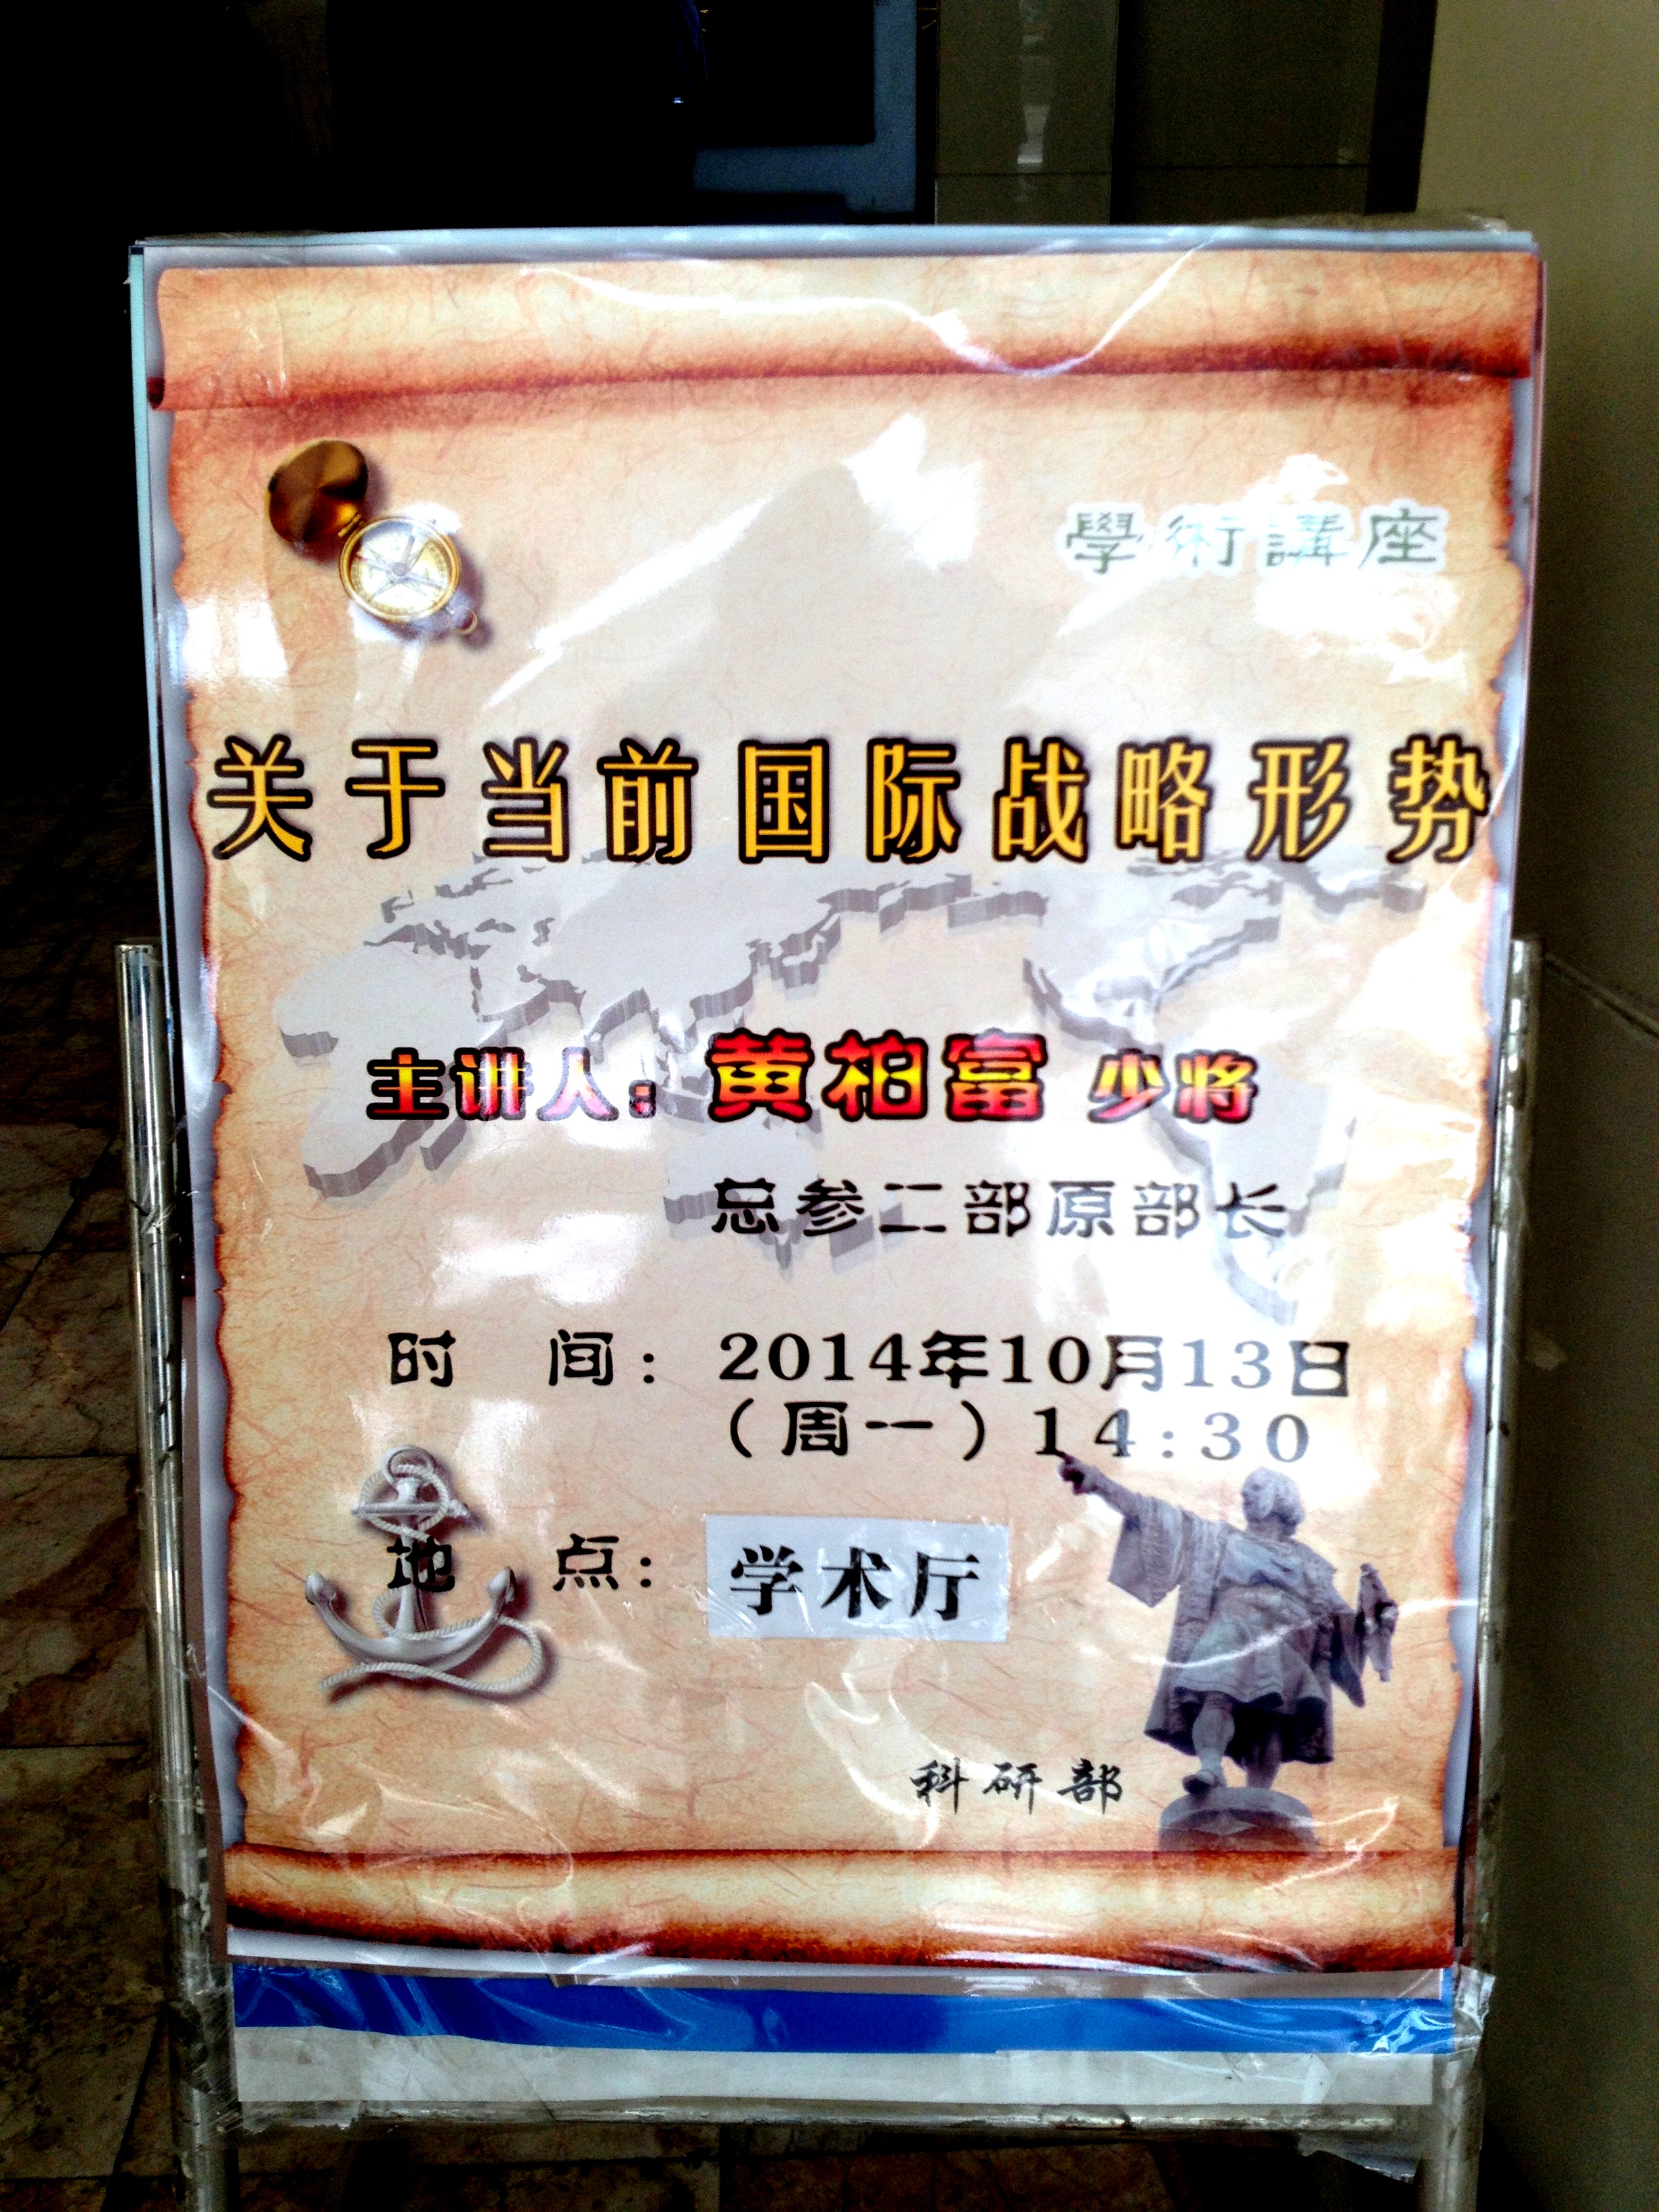 學術講座
关于当前国际战略形势
主讲人：黄柏富 少将
总参二部原部长
时 间：2014年10月13日
（周一）14:30
地 点：学术厅
科研部